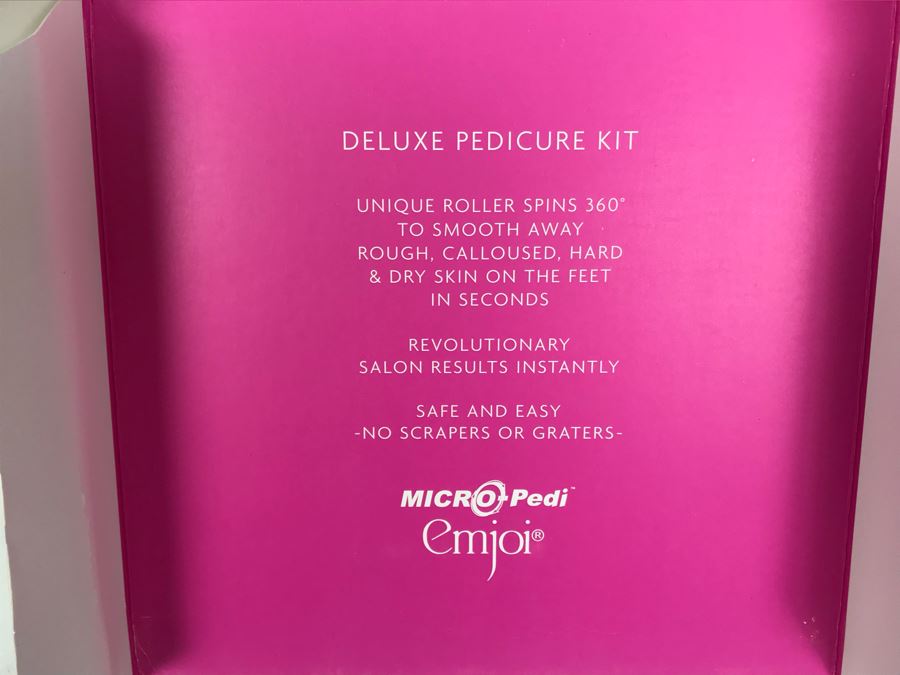 DELUXE PEDICURE KIT
UNIQUE ROLLER SPINS 360°
TO SMOOTH AWAY
ROUGH, CALLOUSED, HARD
& DRY SKIN ON THE FEET
IN SECONDS
REVOLUTIONARY
SALON RESULTS INSTANTLY
SAFE AND EASY
-NO SCRAPERS OR GRATERS-
MICRO-Pedi™
emjoi®